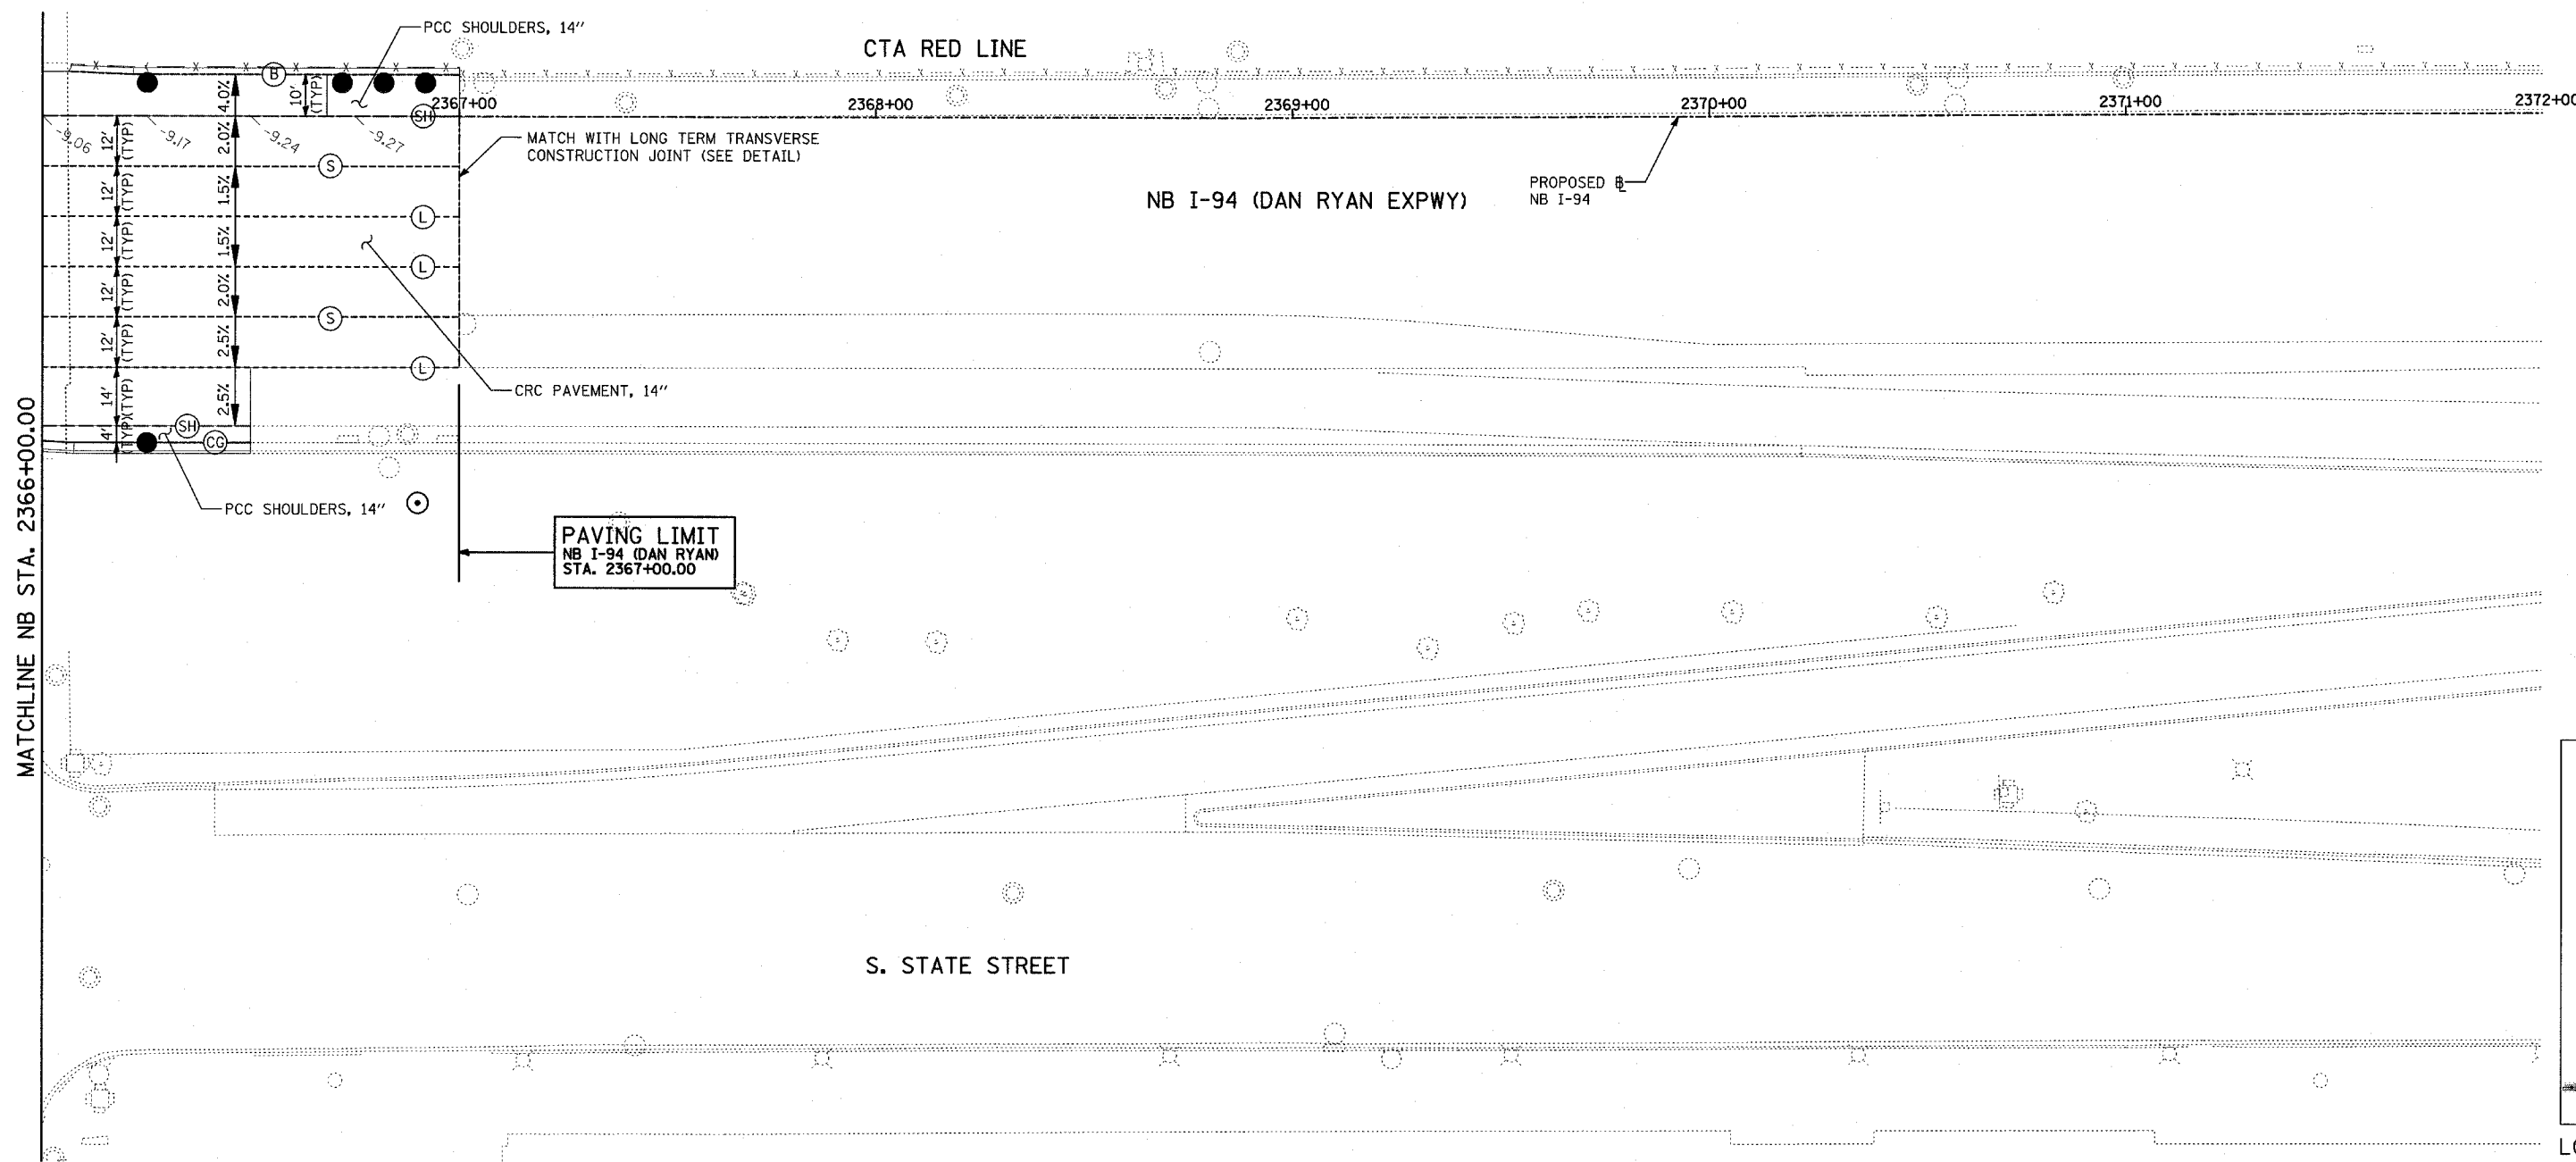 PCC SHOULDERS, 14"
CTA RED LINE
B
10'
(TYP)
4.0%
SH
2367+00
2368+00
2369+00
2370+00
2371+00
2372+00
-9.06
-9.17
-9.24
-9.27
MATCH WITH LONG TERM TRANSVERSE
CONSTRUCTION JOINT (SEE DETAIL)
12'
(TYP)
2.0%
S
PROPOSED
NB I-94
NB I-94 (DAN RYAN EXPWY)
12'
(TYP)
1.5%
L
12'
(TYP)
1.5%
L
12'
(TYP)
2.0%
S
12'
(TYP)
2.5%
L
CRC PAVEMENT, 14"
14'
(TYP)
2.5%
SH
4'
(TYP)
CG
PCC SHOULDERS, 14"
PAVING LIMIT
NB I-94 (DAN RYAN)
STA. 2367+00.00
MATCHLINE NB STA. 2366+00.00
S. STATE STREET